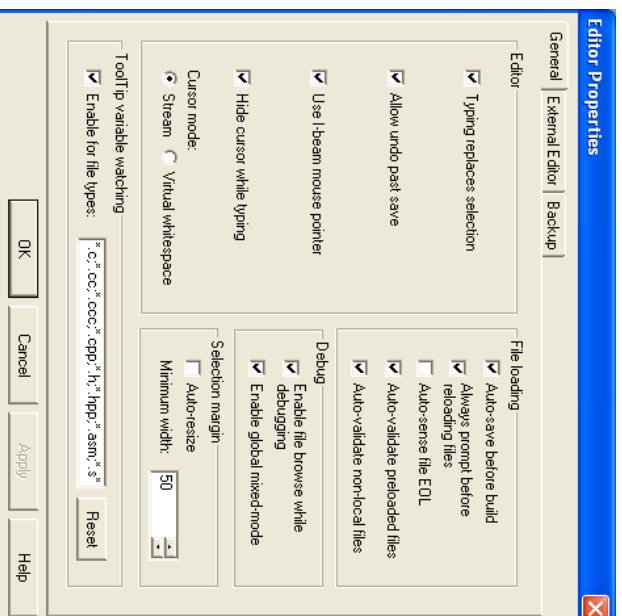 Editor Properties
General External Editor Backup
Editor
Typing replaces selection
Allow undo past save
Use I-beam mouse pointer
Hide cursor while typing
Cursor mode:
Stream Virtual whitespace
File loading
Auto-save before build
Always prompt before
reloading files
Auto-sense file EOL
Auto-validate preloaded files
Auto-validate non-local files
Debug
Enable file browse while
debugging
Enable global mixed-mode
Selection margin
Auto-resize
Minimum width: 50
ToolTip variable watching
Enable for file types: *.c;*.cc;*.ccc;*.cpp;*.h;*.hpp;*.asm;*.s* Reset
OK Cancel Apply Help